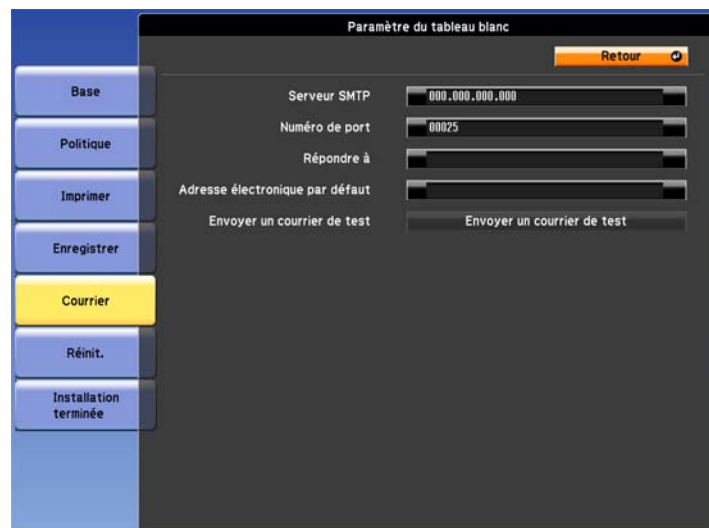 Paramètre du tableau blanc
Retour
Base
Politique
Imprimer
Enregistrer
Courrier
Réinit.
Installation
terminée
Serveur SMTP 000.000.000.000
Numéro de port 00025
Répondre à
Adresse électronique par défaut
Envoyer un courrier de test Envoyer un courrier de test